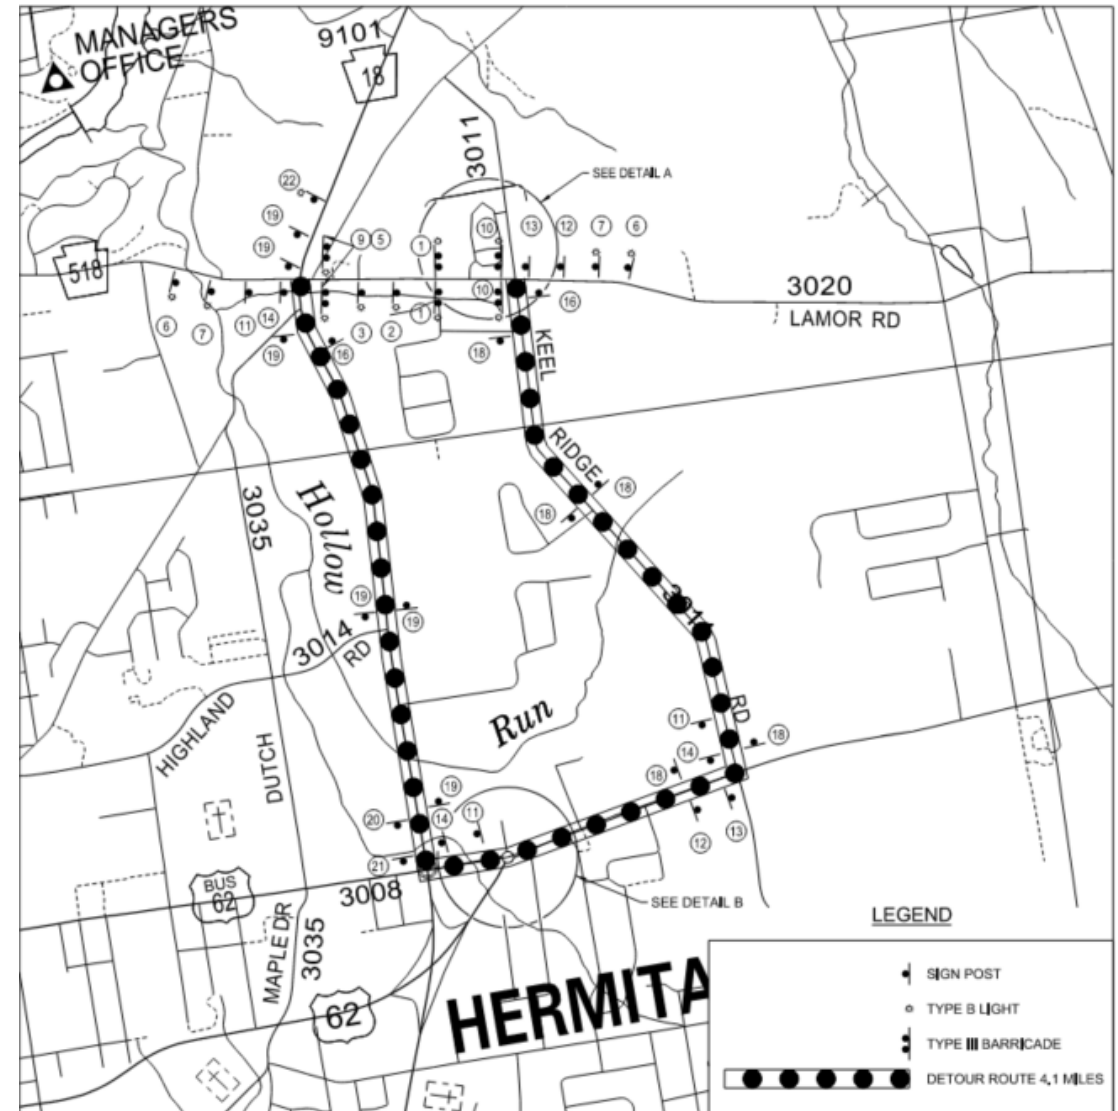 MANAGERS
OFFICE
9101
18
3011
SEE DETAIL A
22
19
19
9 5
1
10
13
12
7
6
518
3020
LAMOR RD
6
7
11
14
19
16
3
2
1
10
18
16
KEEL
RIDGE
18
18
3035
Hollow
19
19
3014
RD
HIGHLAND
Run
RD
11
14
18
18
12
13
DUTCH
19
20
14
11
21
BUS
62
3008
SEE DETAIL B
MAPLE DR
3035
62
HERMITA
LEGEND
SIGN POST
TYPE B LIGHT
TYPE III BARRICADE
DETOUR ROUTE 4.1 MILES